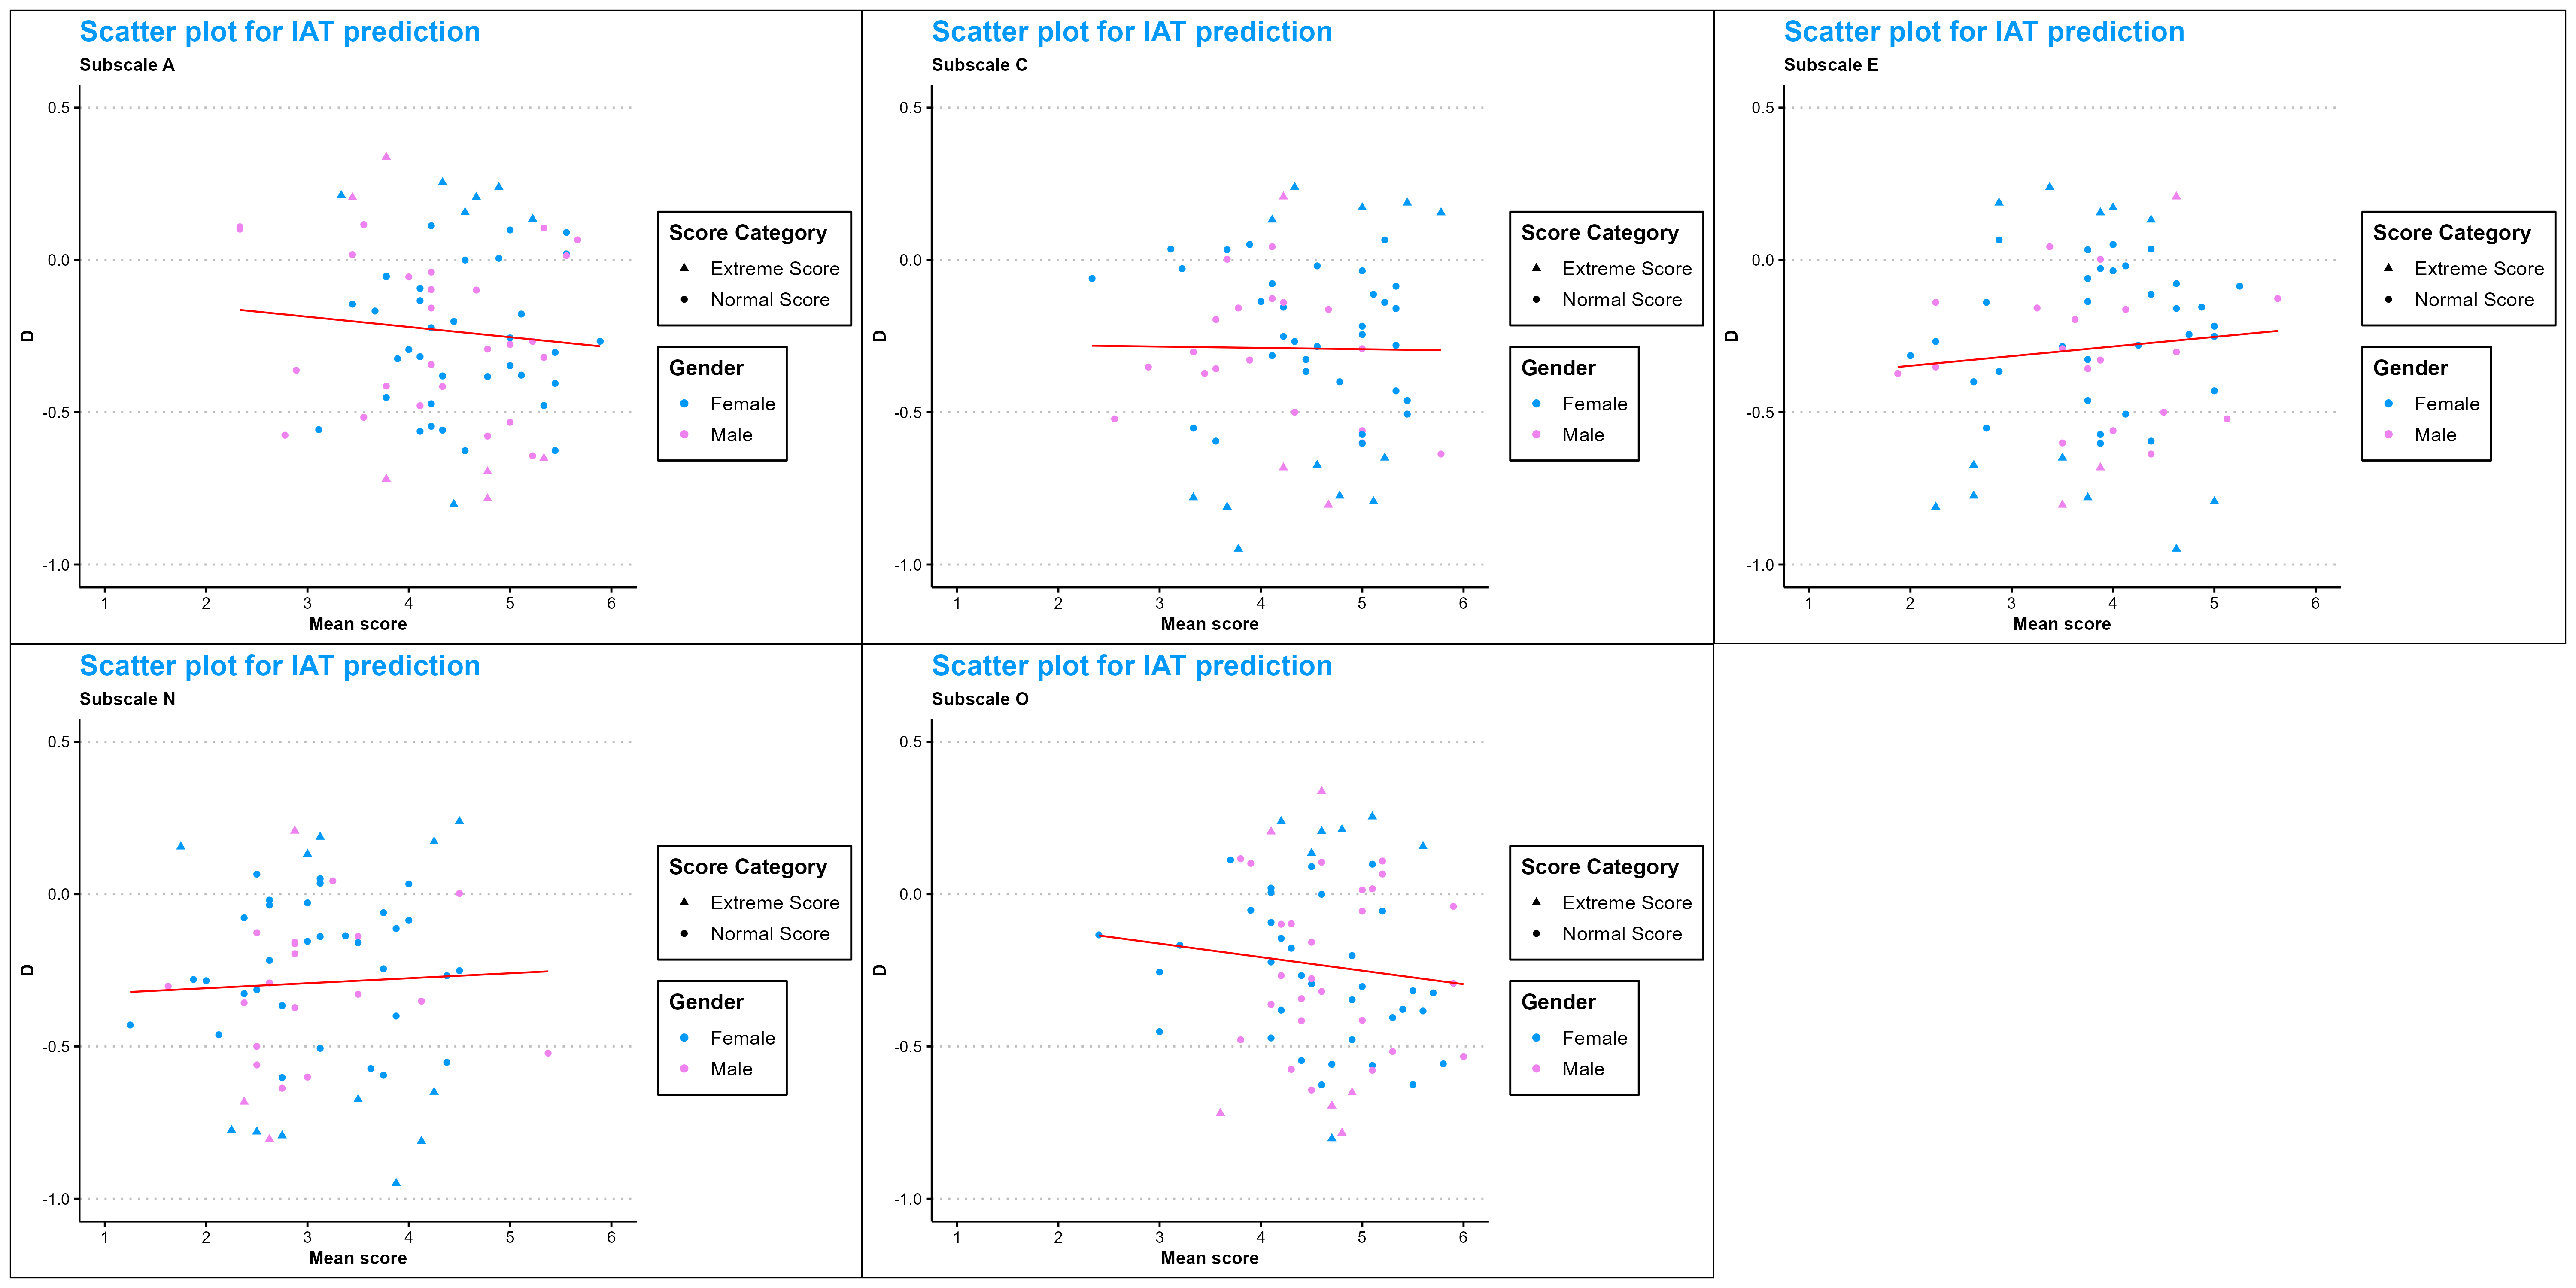 Scatter plot for IAT prediction
Subscale A
0.5
0.0
-0.5
-1.0
D
1 2 3 4 5 6
Mean score
Score Category
Extreme Score
Normal Score
Gender
Female
Male
Scatter plot for IAT prediction
Subscale C
0.5
0.0
-0.5
-1.0
D
1 2 3 4 5 6
Mean score
Score Category
Extreme Score
Normal Score
Gender
Female
Male
Scatter plot for IAT prediction
Subscale E
0.5
0.0
-0.5
-1.0
D
1 2 3 4 5 6
Mean score
Score Category
Extreme Score
Normal Score
Gender
Female
Male
Scatter plot for IAT prediction
Subscale N
0.5
0.0
-0.5
-1.0
D
1 2 3 4 5 6
Mean score
Score Category
Extreme Score
Normal Score
Gender
Female
Male
Scatter plot for IAT prediction
Subscale O
0.5
0.0
-0.5
-1.0
D
1 2 3 4 5 6
Mean score
Score Category
Extreme Score
Normal Score
Gender
Female
Male